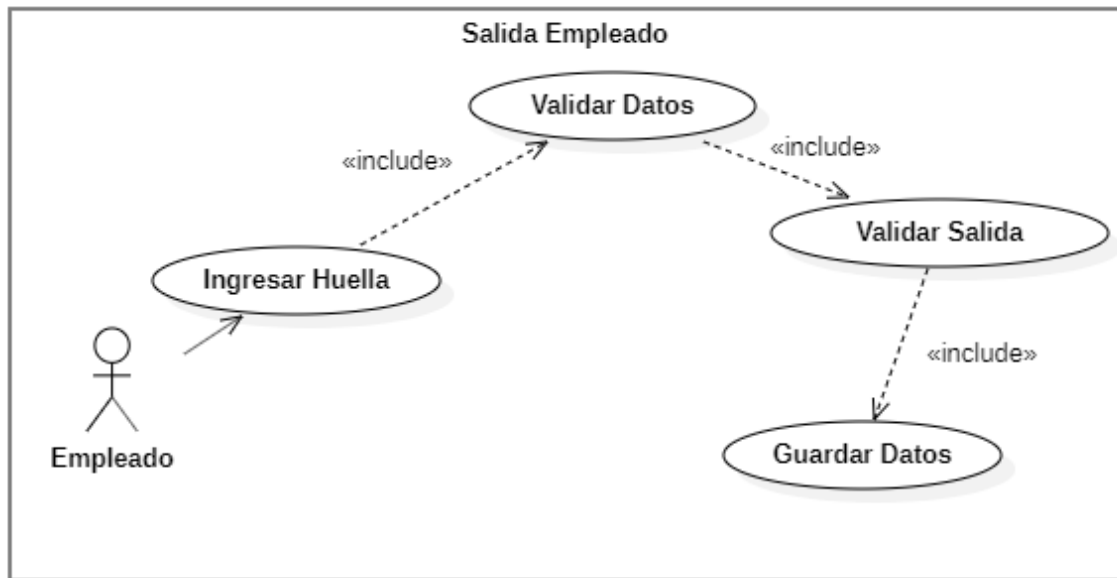 Salida Empleado
Validar Datos
«include»
«include»
Validar Salida
Ingresar Huella
«include»
Empleado
Guardar Datos